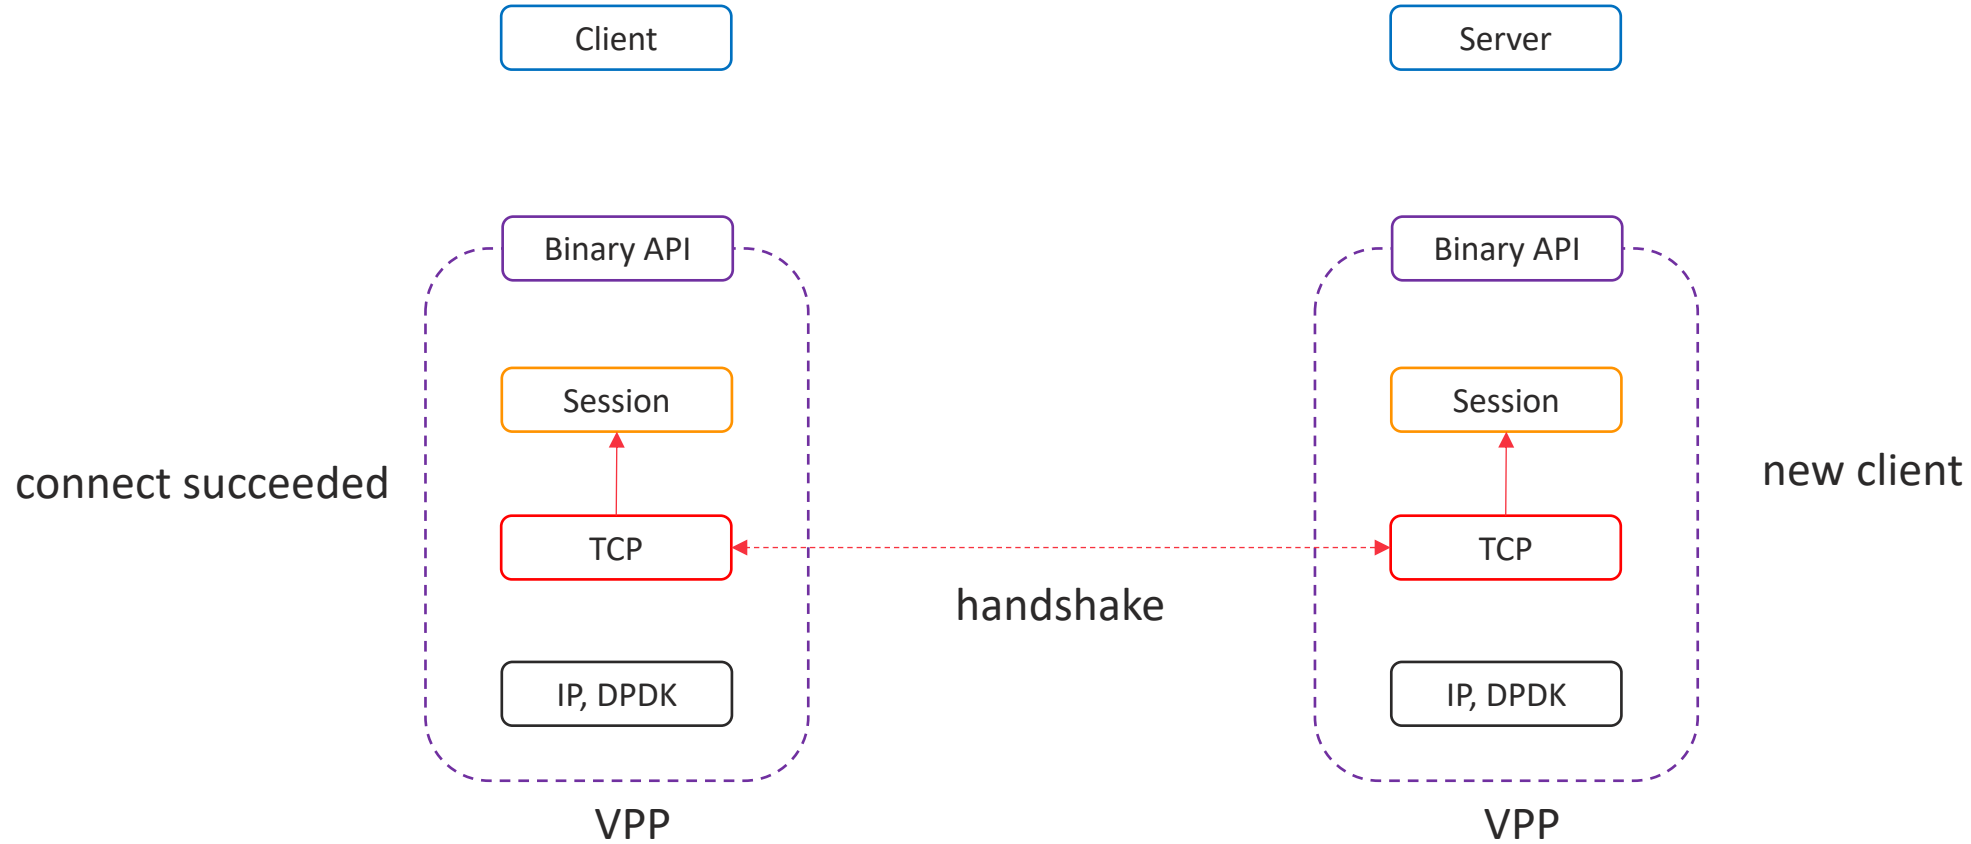 Client
Server
Binary API
Binary API
Session
Session
connect succeeded
new client
TCP
TCP
handshake
IP, DPDK
IP, DPDK
VPP
VPP